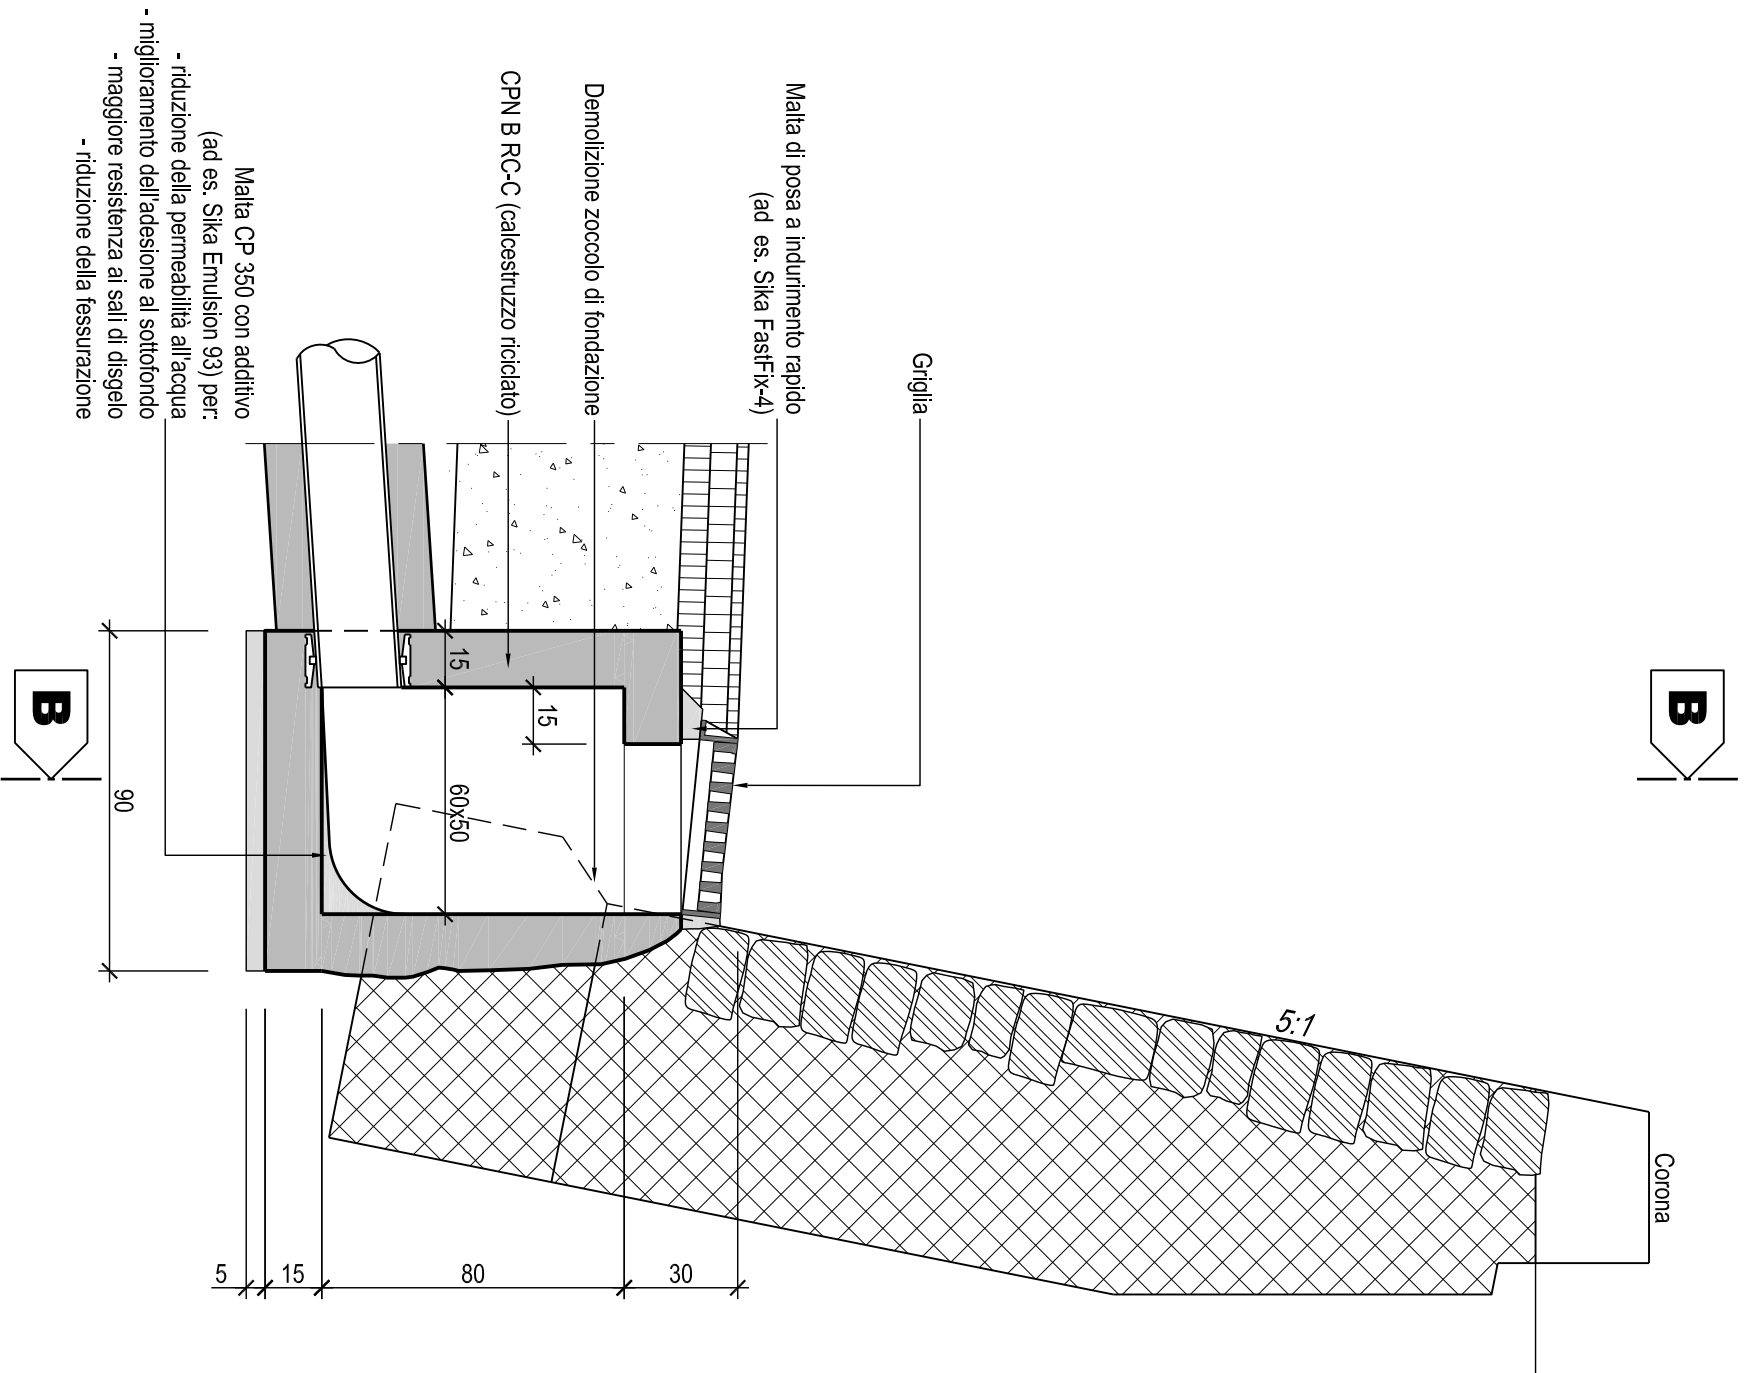 Corona
5:1
B
B
Griglia
Malta di posa a indurimento rapido
(ad es. Sika FastFix-4)
Demolizione zoccolo di fondazione
CPN B RC-C (calcestruzzo riciclato)
Malta CP 350 con additivo
(ad es. Sika Emulsion 93) per:
- riduzione della permeabilità all'acqua
- miglioramento dell'adesione al sottofondo
- maggiore resistenza ai sali di disgelo
- riduzione della fessurazione
15
15
60x50
90
30
80
15
5